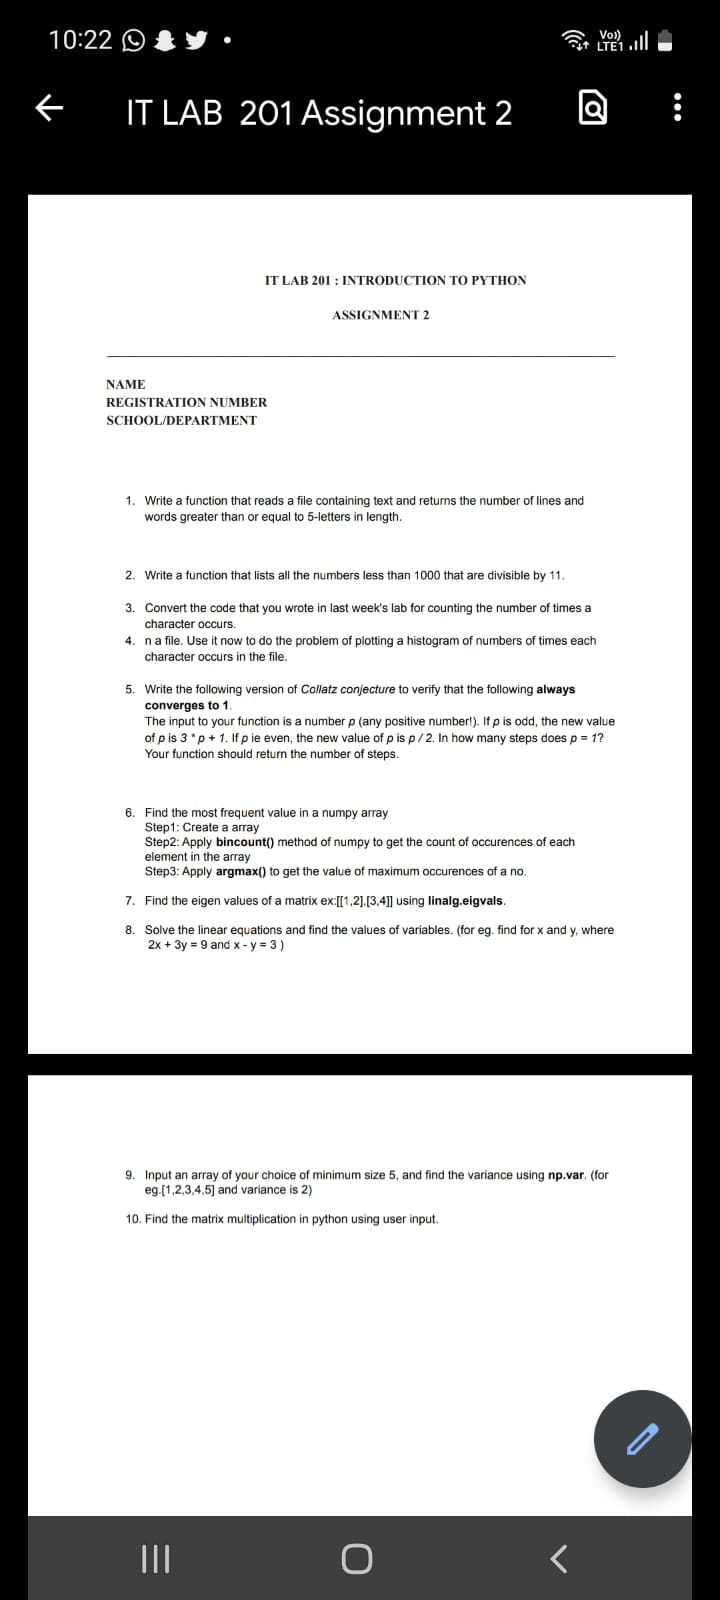 10:22
Vo))
LTE1
IT LAB 201 Assignment 2
IT LAB 201 : INTRODUCTION TO PYTHON
ASSIGNMENT 2
NAME
REGISTRATION NUMBER
SCHOOL/DEPARTMENT
1. Write a function that reads a file containing text and returns the number of lines and
words greater than or equal to 5-letters in length.
2. Write a function that lists all the numbers less than 1000 that are divisible by 11.
3. Convert the code that you wrote in last week's lab for counting the number of times a
character occurs.
4. n a file. Use it now to do the problem of plotting a histogram of numbers of times each
character occurs in the file.
5. Write the following version of Collatz conjecture to verify that the following always
converges to 1.
The input to your function is a number p (any positive number!). If p is odd, the new value
of p is 3 * p + 1. If p ie even, the new value of p is p / 2. In how many steps does p = 1?
Your function should return the number of steps.
6. Find the most frequent value in a numpy array
Step1: Create a array
Step2: Apply bincount() method of numpy to get the count of occurences of each
element in the array
Step3: Apply argmax() to get the value of maximum occurences of a no.
7. Find the eigen values of a matrix ex:[[1,2],[3,4]] using linalg.eigvals.
8. Solve the linear equations and find the values of variables. (for eg. find for x and y, where
2x + 3y = 9 and x - y = 3 )
9. Input an array of your choice of minimum size 5, and find the variance using np.var. (for
eg.[1,2,3,4,5] and variance is 2)
10. Find the matrix multiplication in python using user input.